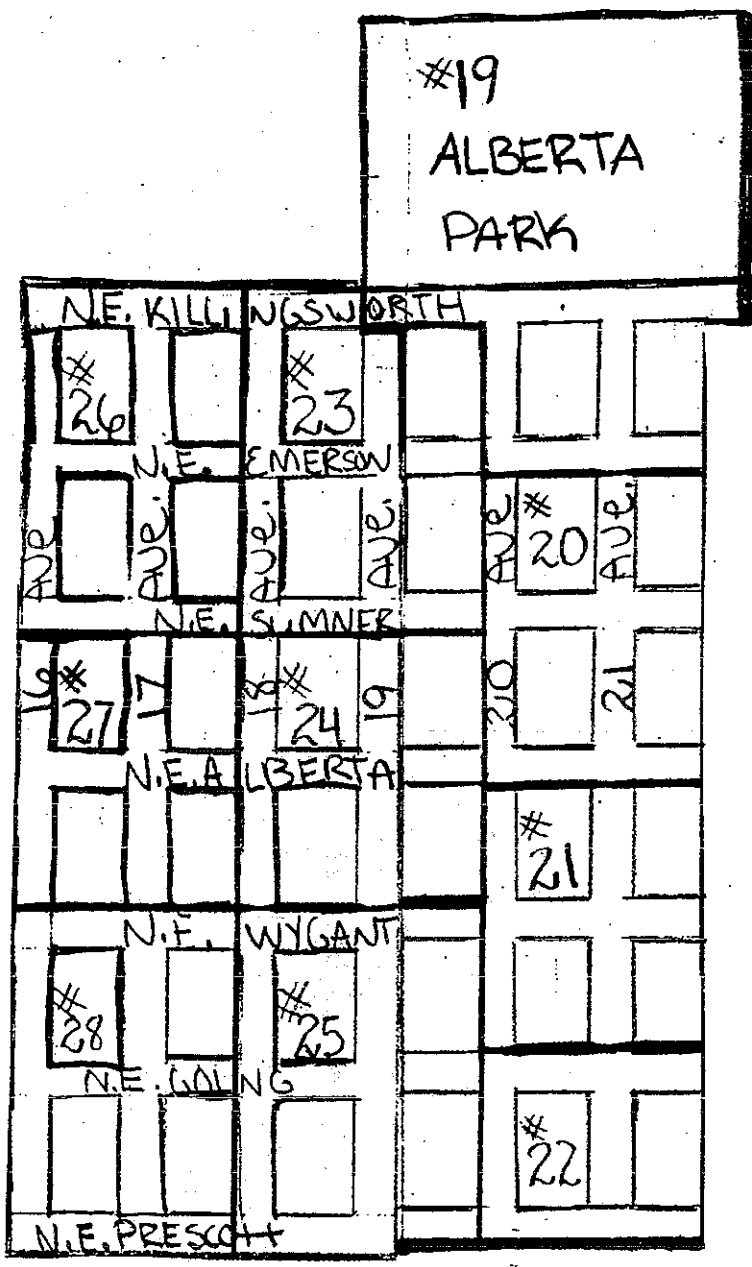 #19
ALBERTA
PARK
N.E. KILLINGSWORTH
#
26
#
23
N.E. EMERSON
AVE
AVE.
AVE.
AVE.
AVE
#
20
AVE.
N.E. SUMNER
16
#
27
17
18
#
24
19
20
21
N.E. ALBERTA
#
21
N.E. WYGANT
#
28
#
25
N.E. GOING
#
22
N.E. PRESCOTT